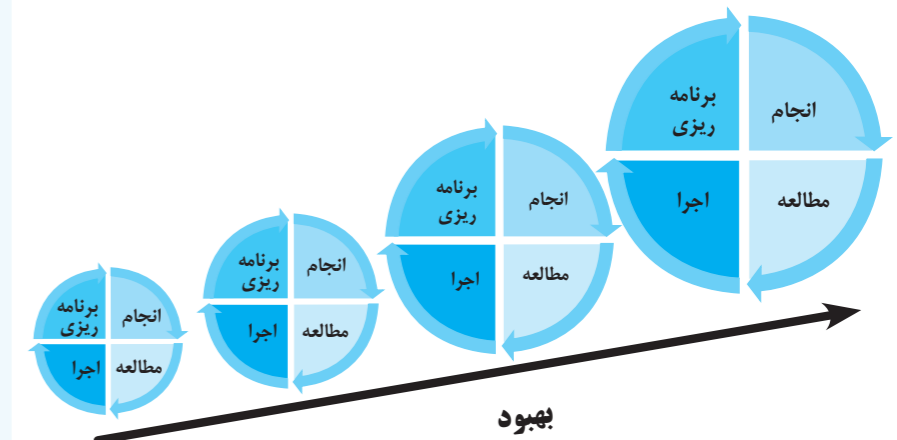 برنامه
ریزی
انجام
اجرا
مطالعه
برنامه
ریزی
انجام
اجرا
مطالعه
برنامه
ریزی
انجام
اجرا
مطالعه
برنامه
ریزی
انجام
اجرا
مطالعه
بهبود